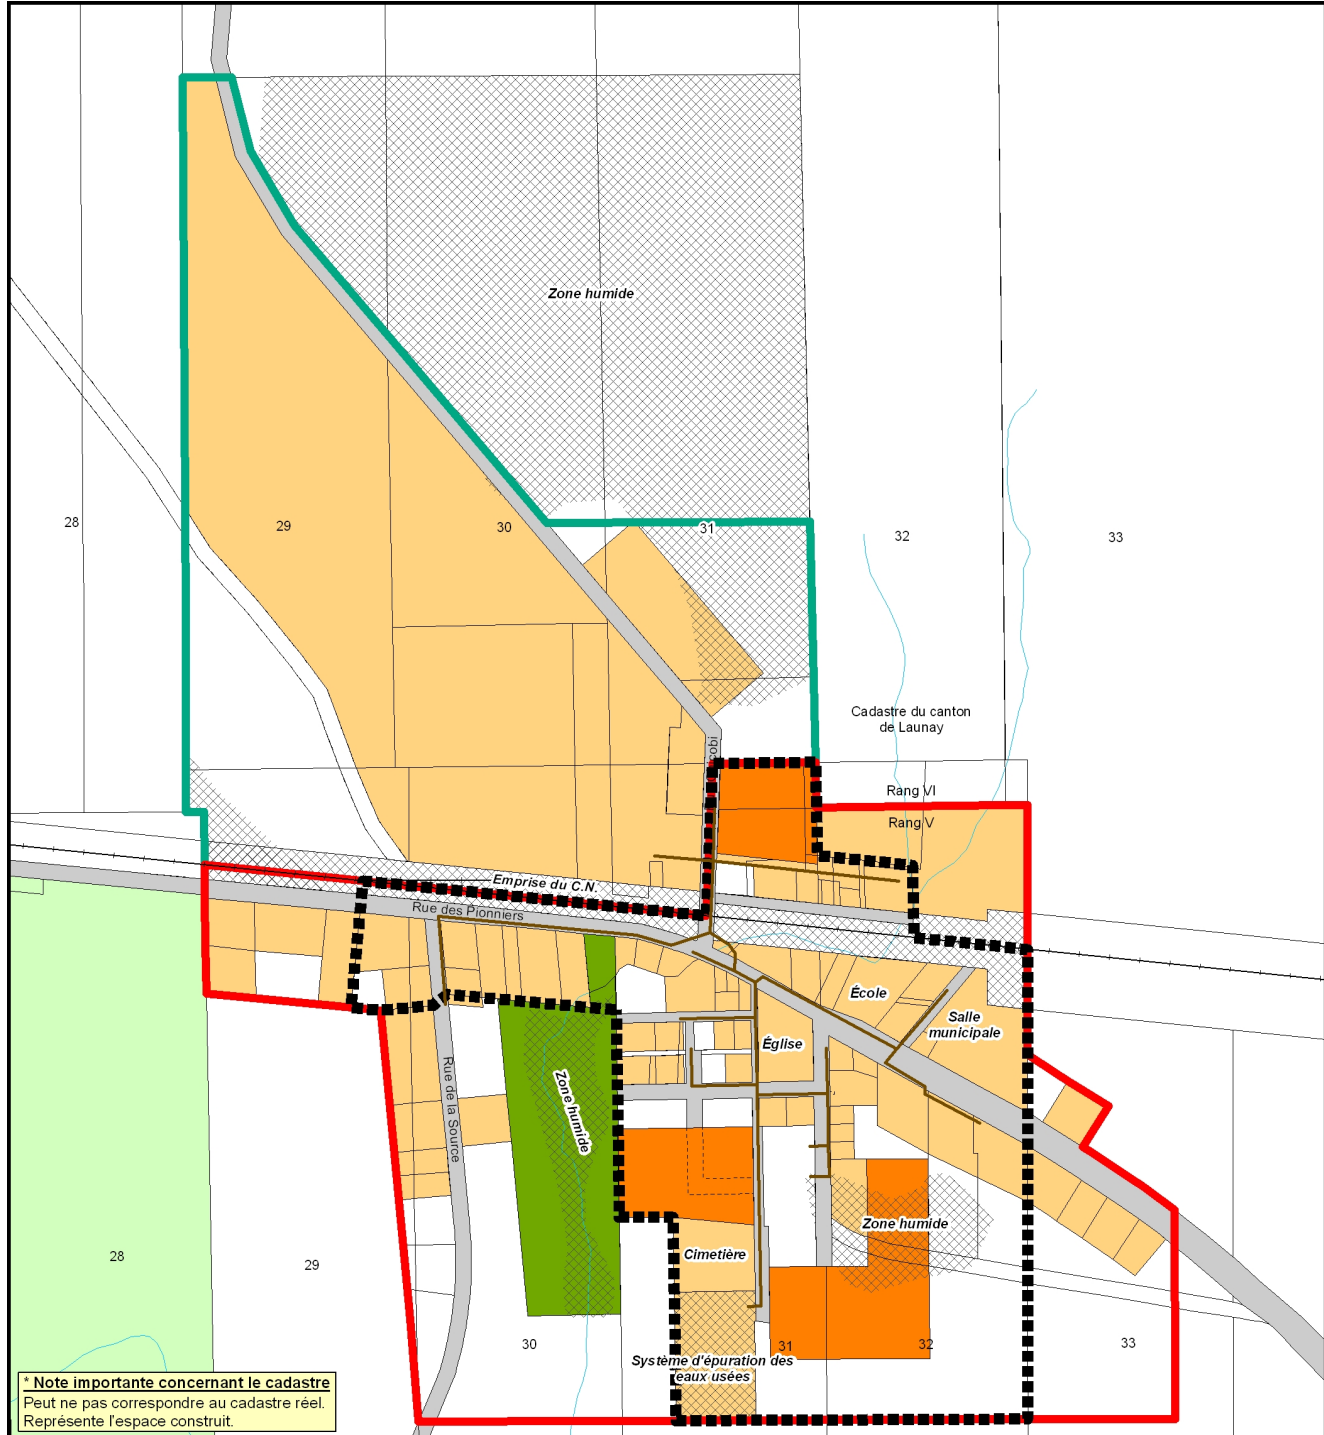 Zone humide
28
29
30
31
32
33
Cadastre du canton
de Launay
cobi
Rang VI
Rang V
Emprise du C.N.
Rue des Pionniers
École
Salle
municipale
Église
Zone humide
Rue de la Source
Zone humide
Cimetière
28
29
30
31
32
33
Système d'épuration des
eaux usées
* Note importante concernant le cadastre
Peut ne pas correspondre au cadastre réel.
Représente l'espace construit.